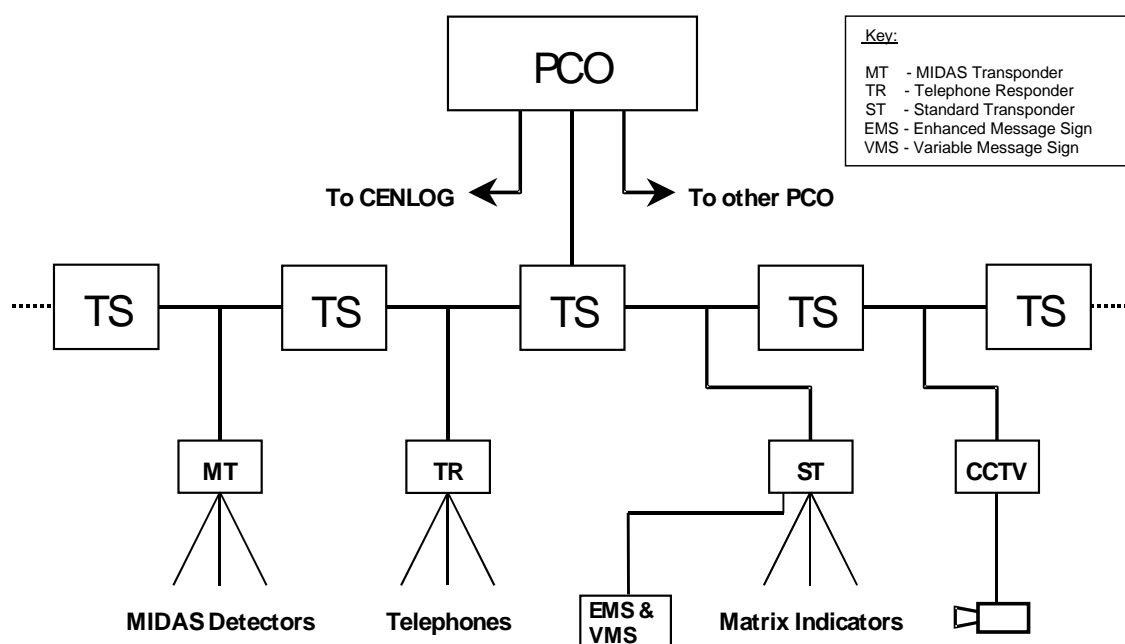 PCO
Key:
MT - MIDAS Transponder
TR - Telephone Responder
ST - Standard Transponder
EMS - Enhanced Message Sign
VMS - Variable Message Sign
To CENLOG
To other PCO
TS
TS
TS
TS
TS
MT
TR
ST
CCTV
MIDAS Detectors
Telephones
EMS &
VMS
Matrix Indicators